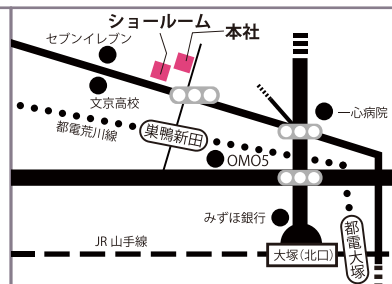 ショールーム
本社
セブンイレブン
文京高校
一心病院
都電荒川線
巣鴨新田
OMO5
みずほ銀行
都電大塚
JR 山手線
大塚（北口）